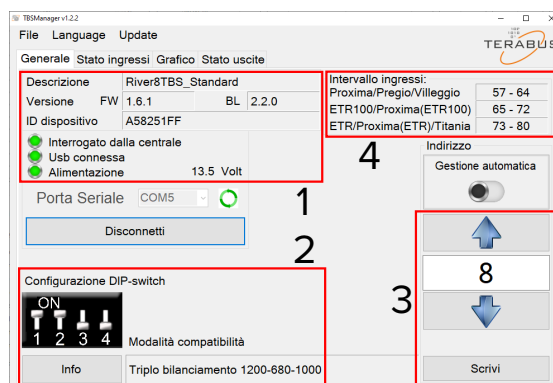 TBSManager v1.2.2
File Language Update
TERABUS
Generale Stato ingressi Grafico Stato uscite
Descrizione River8TBS_Standard
Versione FW 1.6.1 BL 2.2.0
ID dispositivo A58251FF
Interrogato dalla centrale
Usb connessa
Alimentazione 13.5 Volt
1
Intervallo ingressi:
Proxima/Pregio/Villeggio 57 - 64
ETR100/Proxima(ETR100) 65 - 72
ETR/Proxima(ETR)/Titania 73 - 80
4
Porta Seriale COM5
Disconnetti
2
Indirizzo
Gestione automatica
8
3
Scrivi
Configurazione DIP-switch
ON
1 2 3 4
Modalità compatibilità
Info Triplo bilanciamento 1200-680-1000